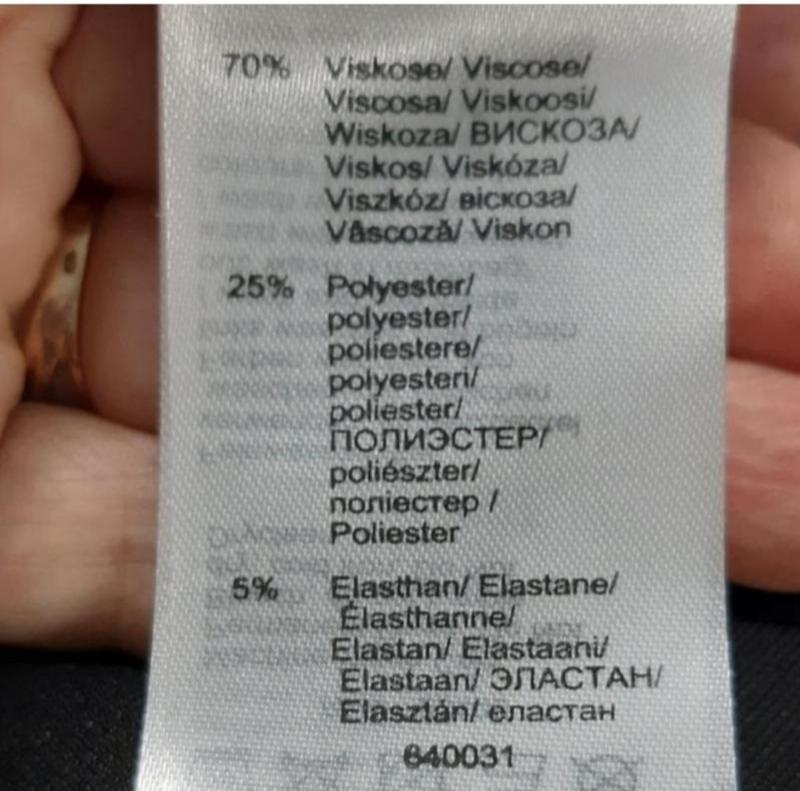 70% Viskose/ Viscose/
Viscosa/ Viskoosi/
Wiskoza/ ВИСКОЗА/
Viskos/ Viskóza/
Viszkóz/ віскоза/
Vâscoză/ Viskon
25% Polyester/
polyester/
poliestere/
polyesteri/
poliester/
ПОЛИЭСТЕР/
poliészter/
поліестер /
Poliester
5% Elasthan/ Elastane/
Élasthanne/
Elastan/ Elastaani/
Elastaan/ ЭЛАСТАН/
Elasztán/ еластан
640031